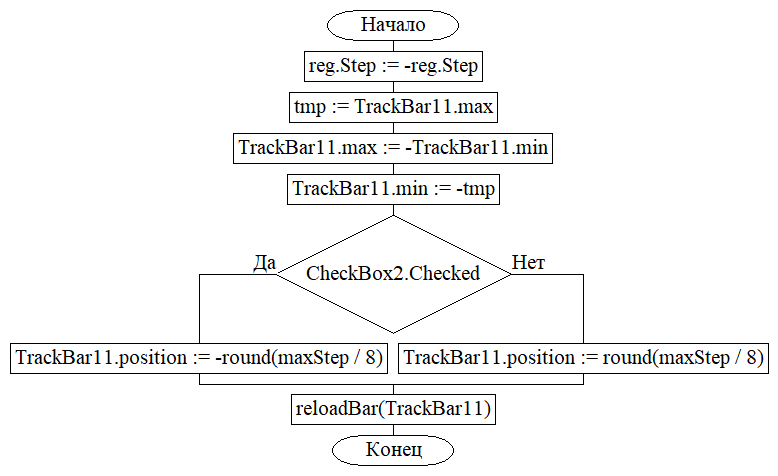 Начало
reg.Step := -reg.Step
tmp := TrackBar11.max
TrackBar11.max := -TrackBar11.min
TrackBar11.min := -tmp
Да
CheckBox2.Checked
Нет
TrackBar11.position := -round(maxStep / 8)
TrackBar11.position := round(maxStep / 8)
reloadBar(TrackBar11)
Конец